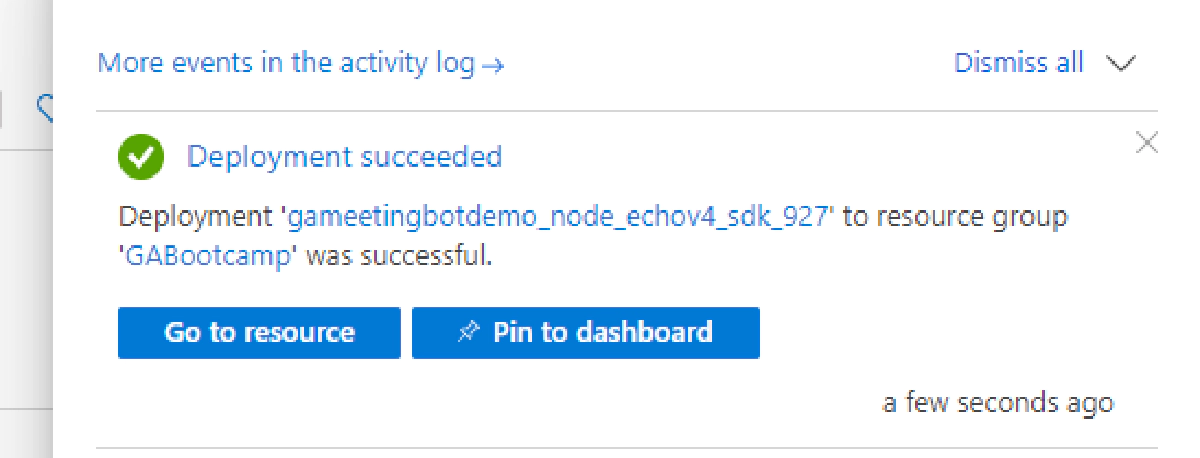 More events in the activity log →
Dismiss all
Deployment succeeded
Deployment 'gameetingbotdemo_node_echov4_sdk_927' to resource group
'GABootcamp' was successful.
Go to resource
Pin to dashboard
a few seconds ago